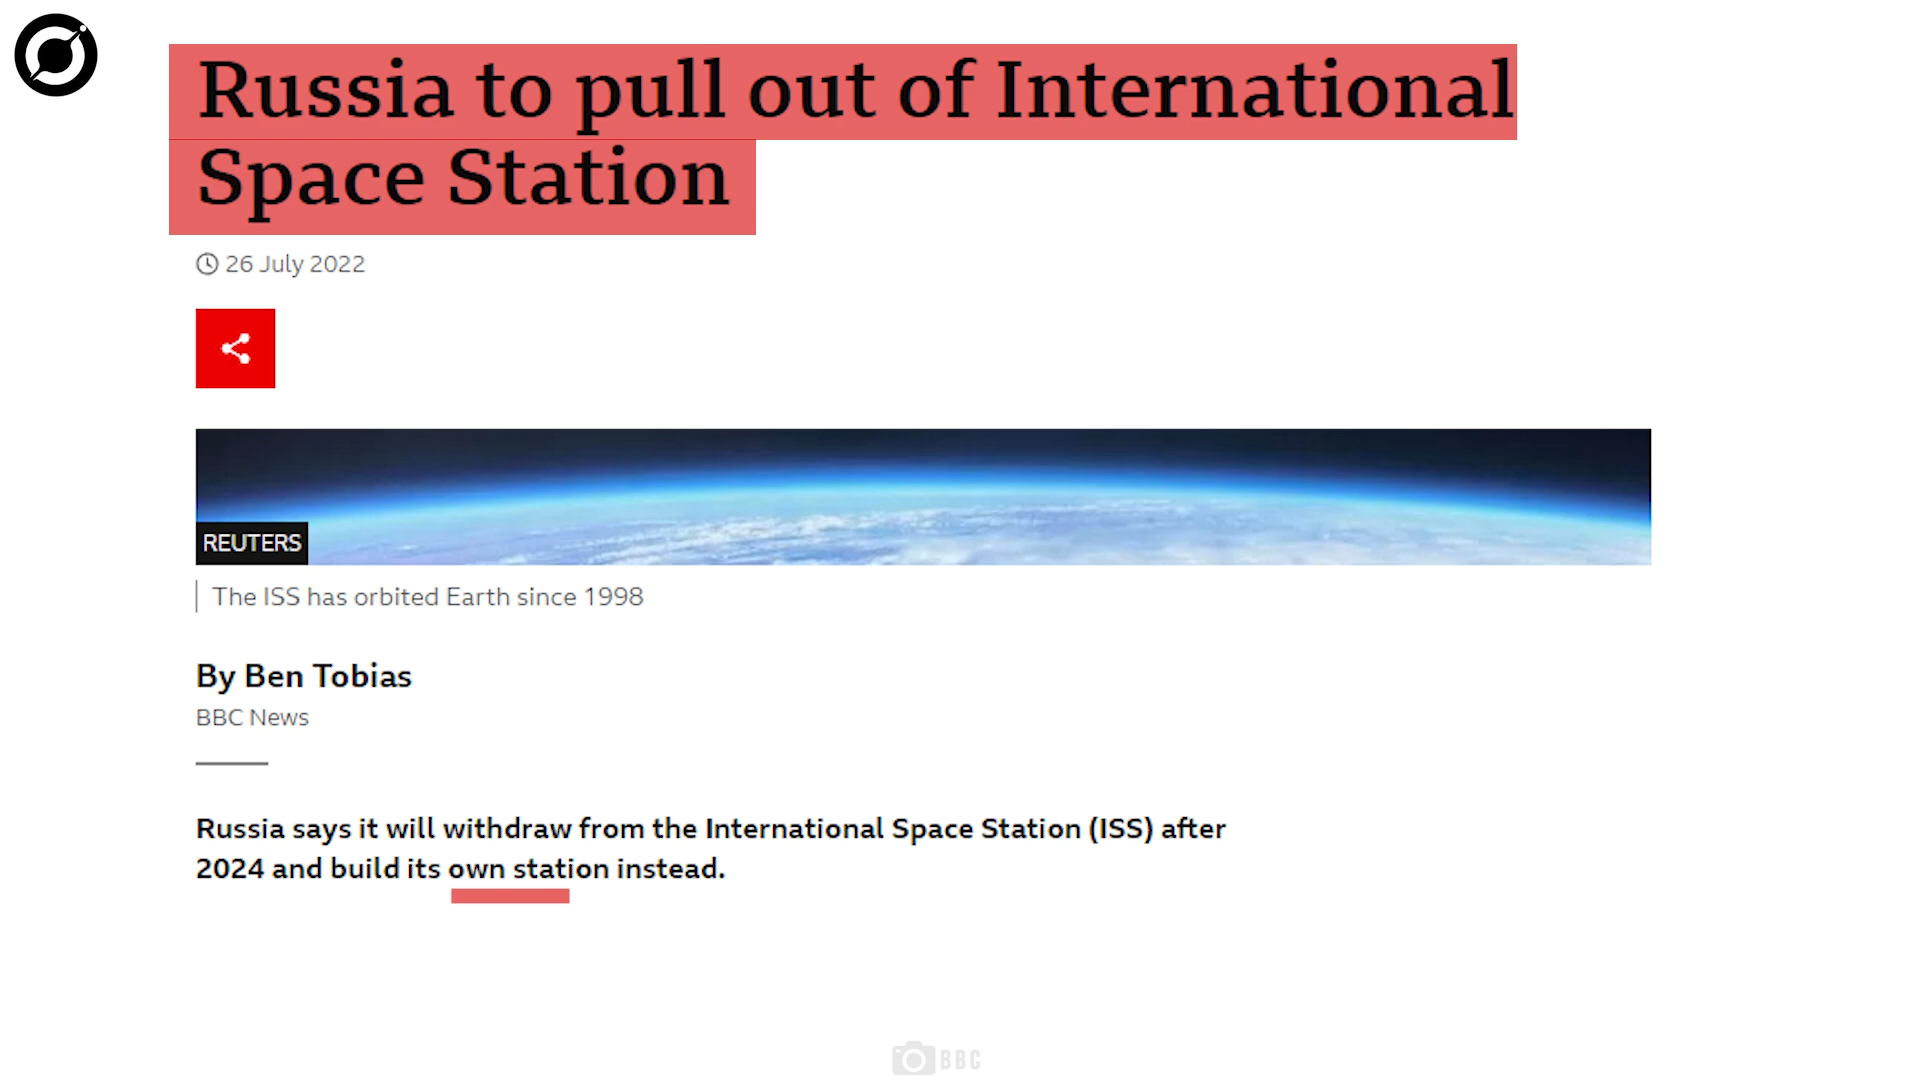 Russia to pull out of International
Space Station
26 July 2022
REUTERS
The ISS has orbited Earth since 1998
By Ben Tobias
BBC News
Russia says it will withdraw from the International Space Station (ISS) after
2024 and build its own station instead.
BBC